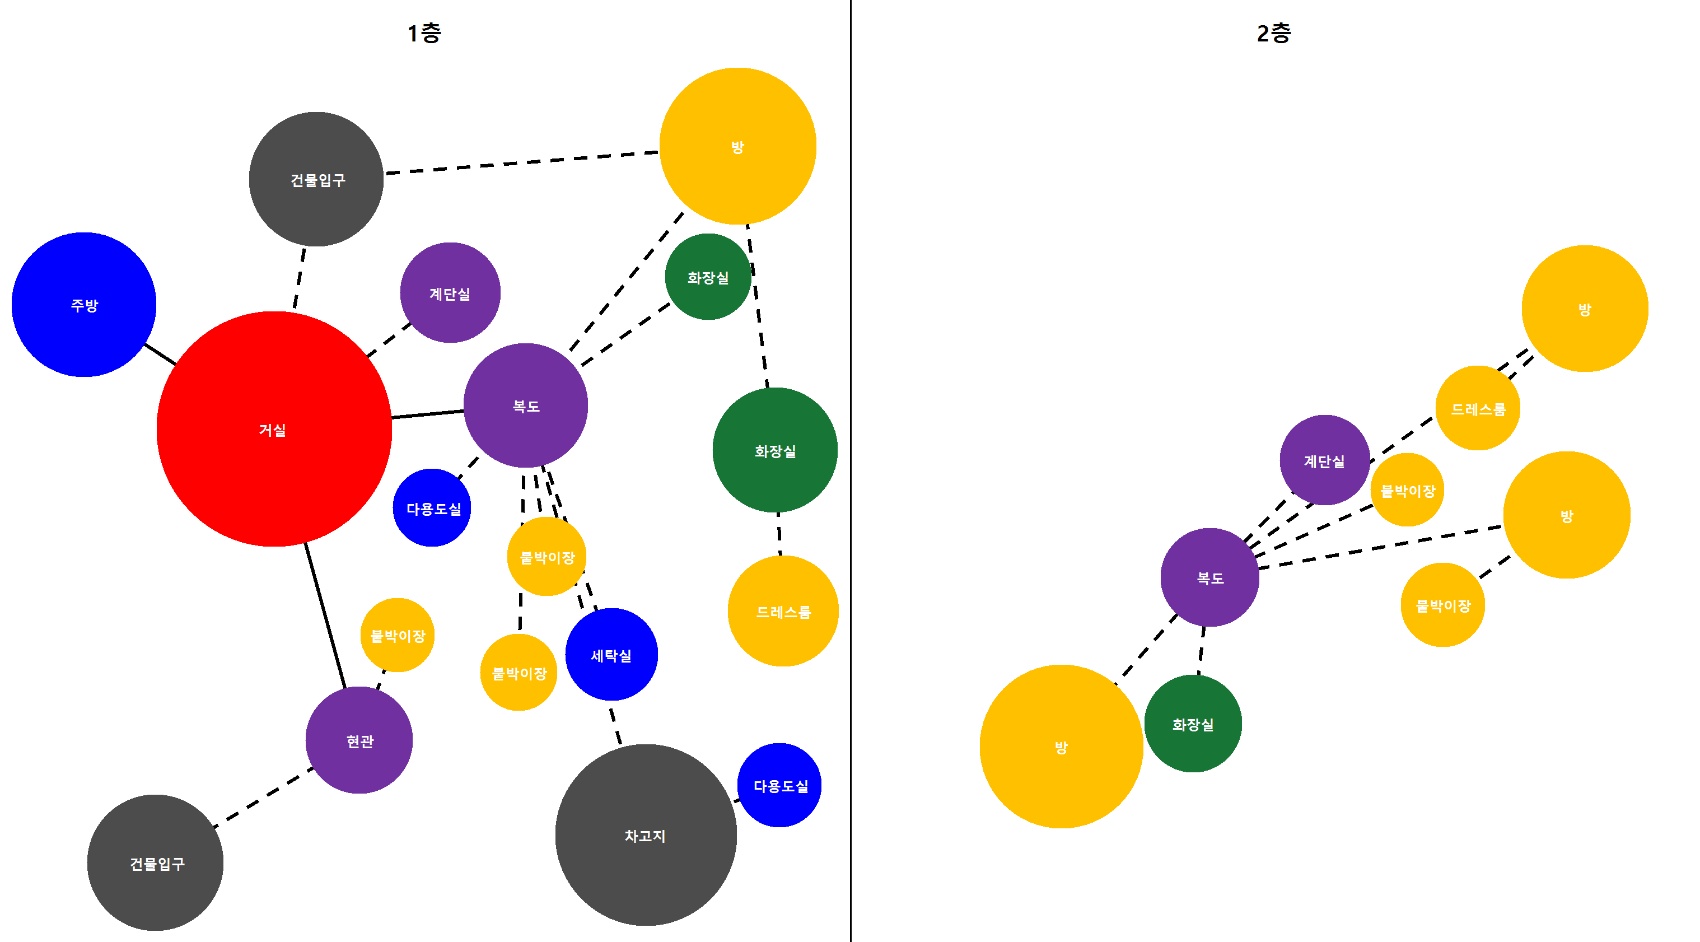 1층
2층
방
건물입구
화장실
계단실
주방
복도
거실
화장실
다용도실
붙박이장
드레스룸
붙박이장
세탁실
붙박이장
현관
다용도실
차고지
건물입구
방
드레스룸
계단실
붙박이장
방
복도
붙박이장
화장실
방